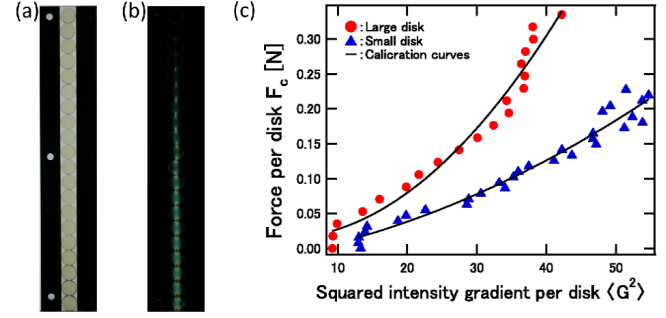 (a)
(b)
(c)
: Large disk
: Small disk
: Calicration curves
Force per disk F_c [N]
0.30
0.25
0.20
0.15
0.10
0.05
0.00
10
20
30
40
50
Squared intensity gradient per disk ⟨G²⟩